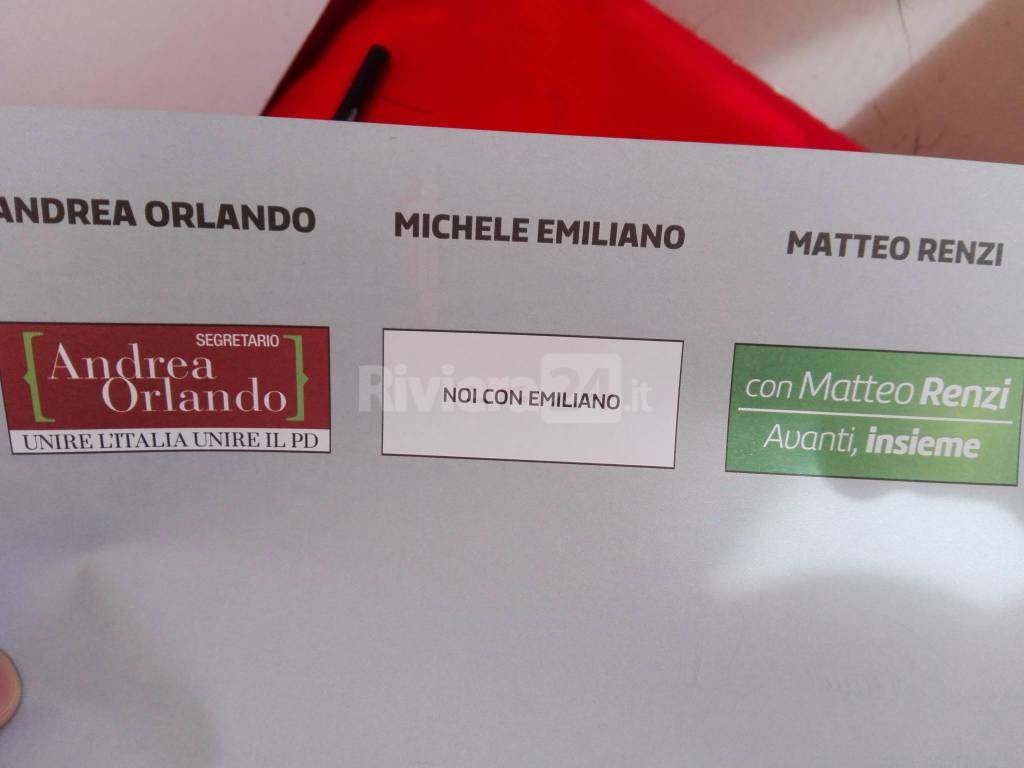 ANDREA ORLANDO
MICHELE EMILIANO
MATTEO RENZI
SEGRETARIO
{Andrea
Orlando}
UNIRE L'ITALIA UNIRE IL PD
NOI CON EMILIANO
con Matteo Renzi
Avanti, insieme
Riviera24.it